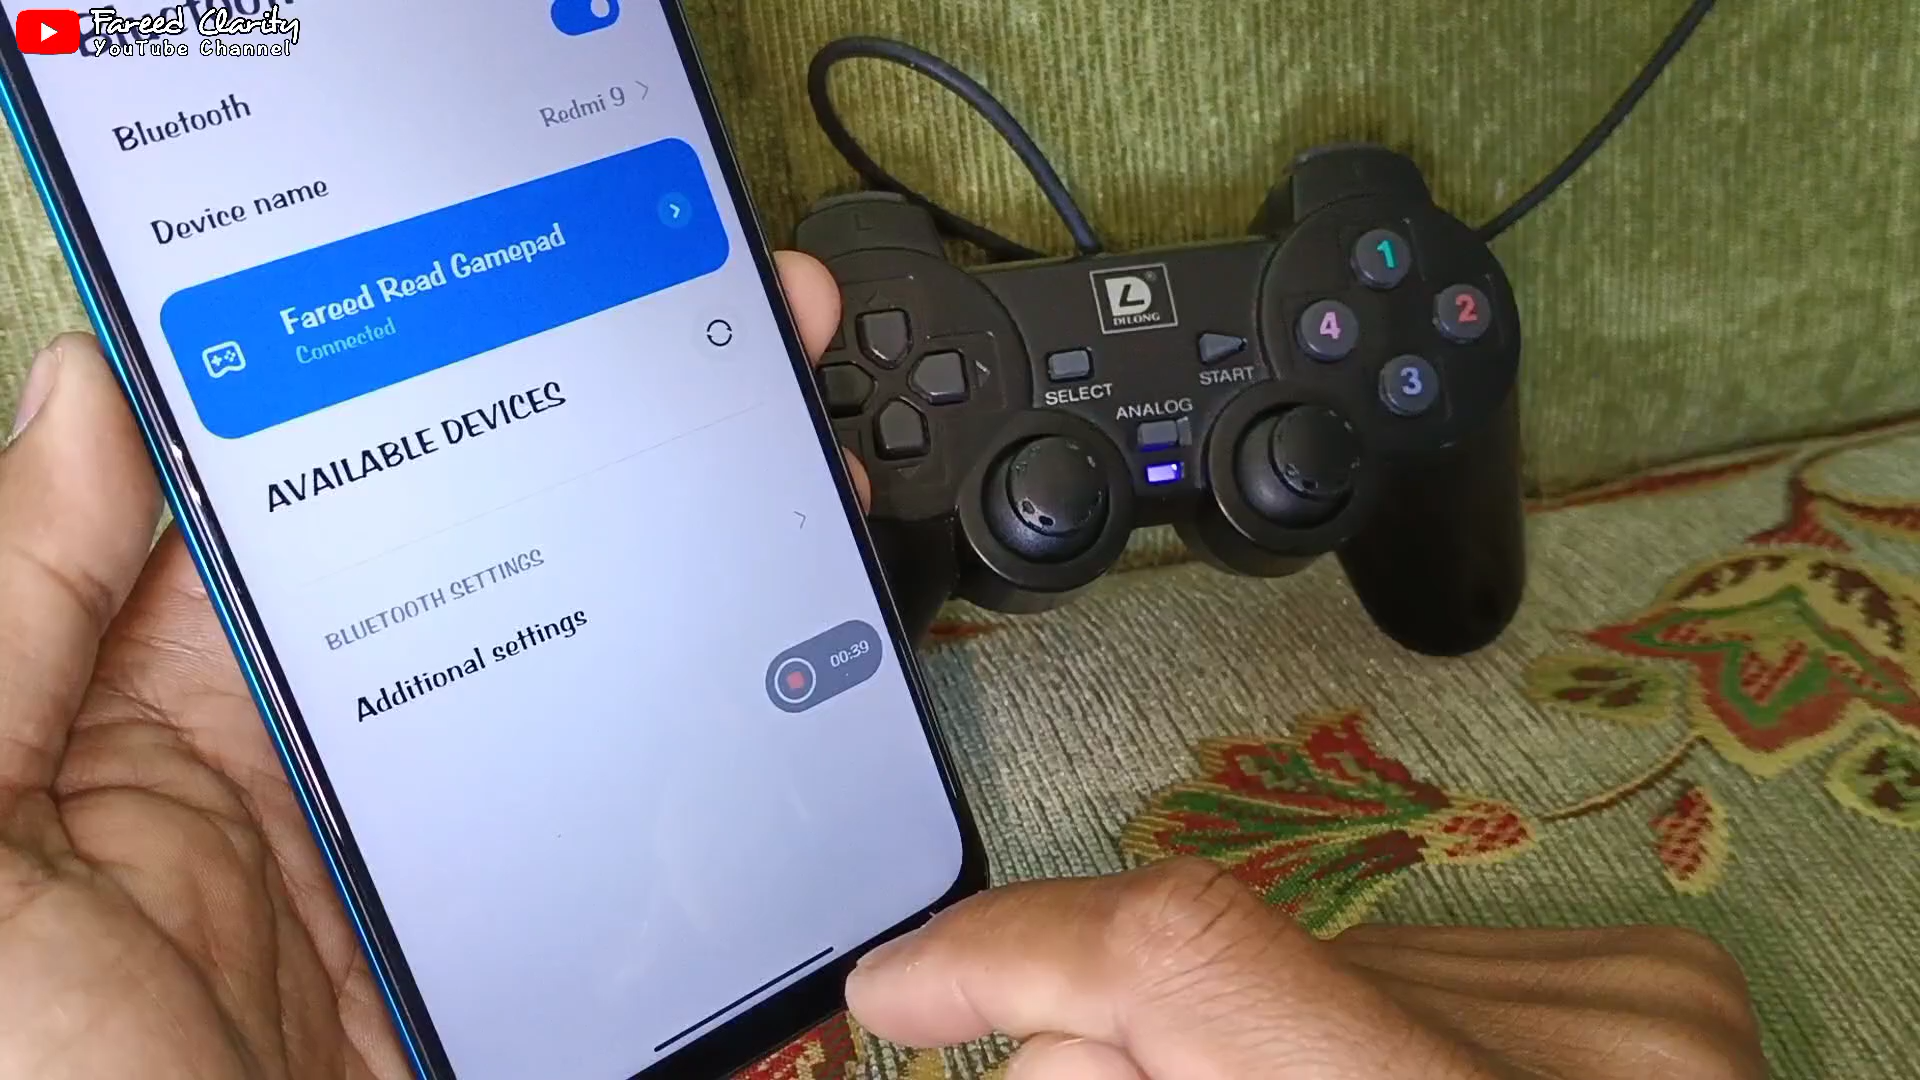 Fareed Clarity
YouTube Channel
Bluetooth
Redmi 9
Device name
Fareed Read Gamepad
Connected
AVAILABLE DEVICES
BLUETOOTH SETTINGS
Additional settings
00:39
L
DILONG
SELECT
START
ANALOG
1
2
3
4